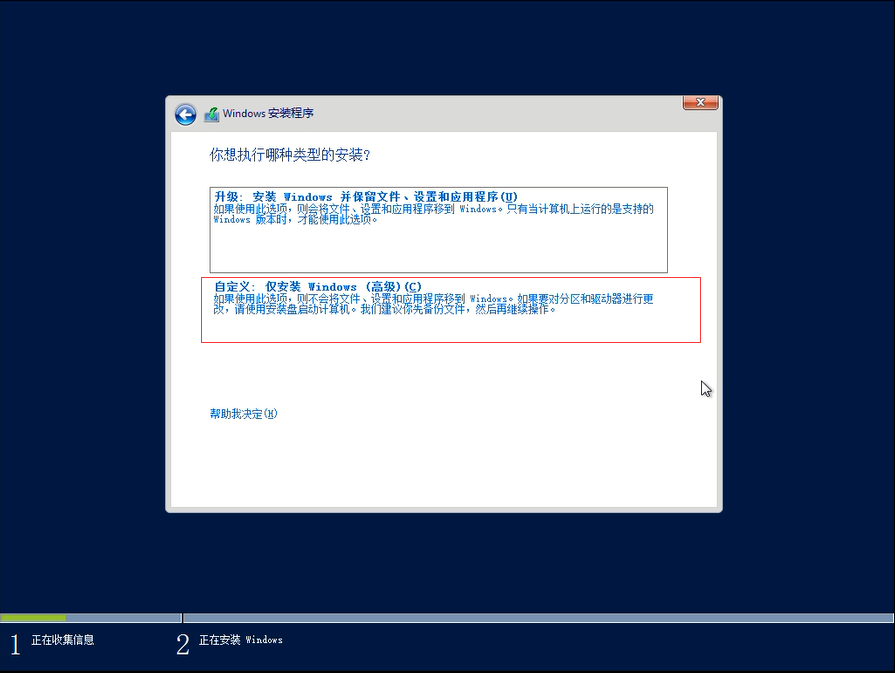 Windows 安装程序
你想执行哪种类型的安装?
升级: 安装 Windows 并保留文件、设置和应用程序(U)
如果使用此选项，则会将文件、设置和应用程序移到 Windows。只有当计算机上运行的是支持的
Windows 版本时，才能使用此选项。
自定义: 仅安装 Windows (高级)(C)
如果使用此选项，则不会将文件、设置和应用程序移到 Windows。如果要对分区和驱动器进行更
改，请使用安装盘启动计算机。我们建议你先备份文件，然后再继续操作。
帮助我决定(H)
1 正在收集信息
2 正在安装 Windows